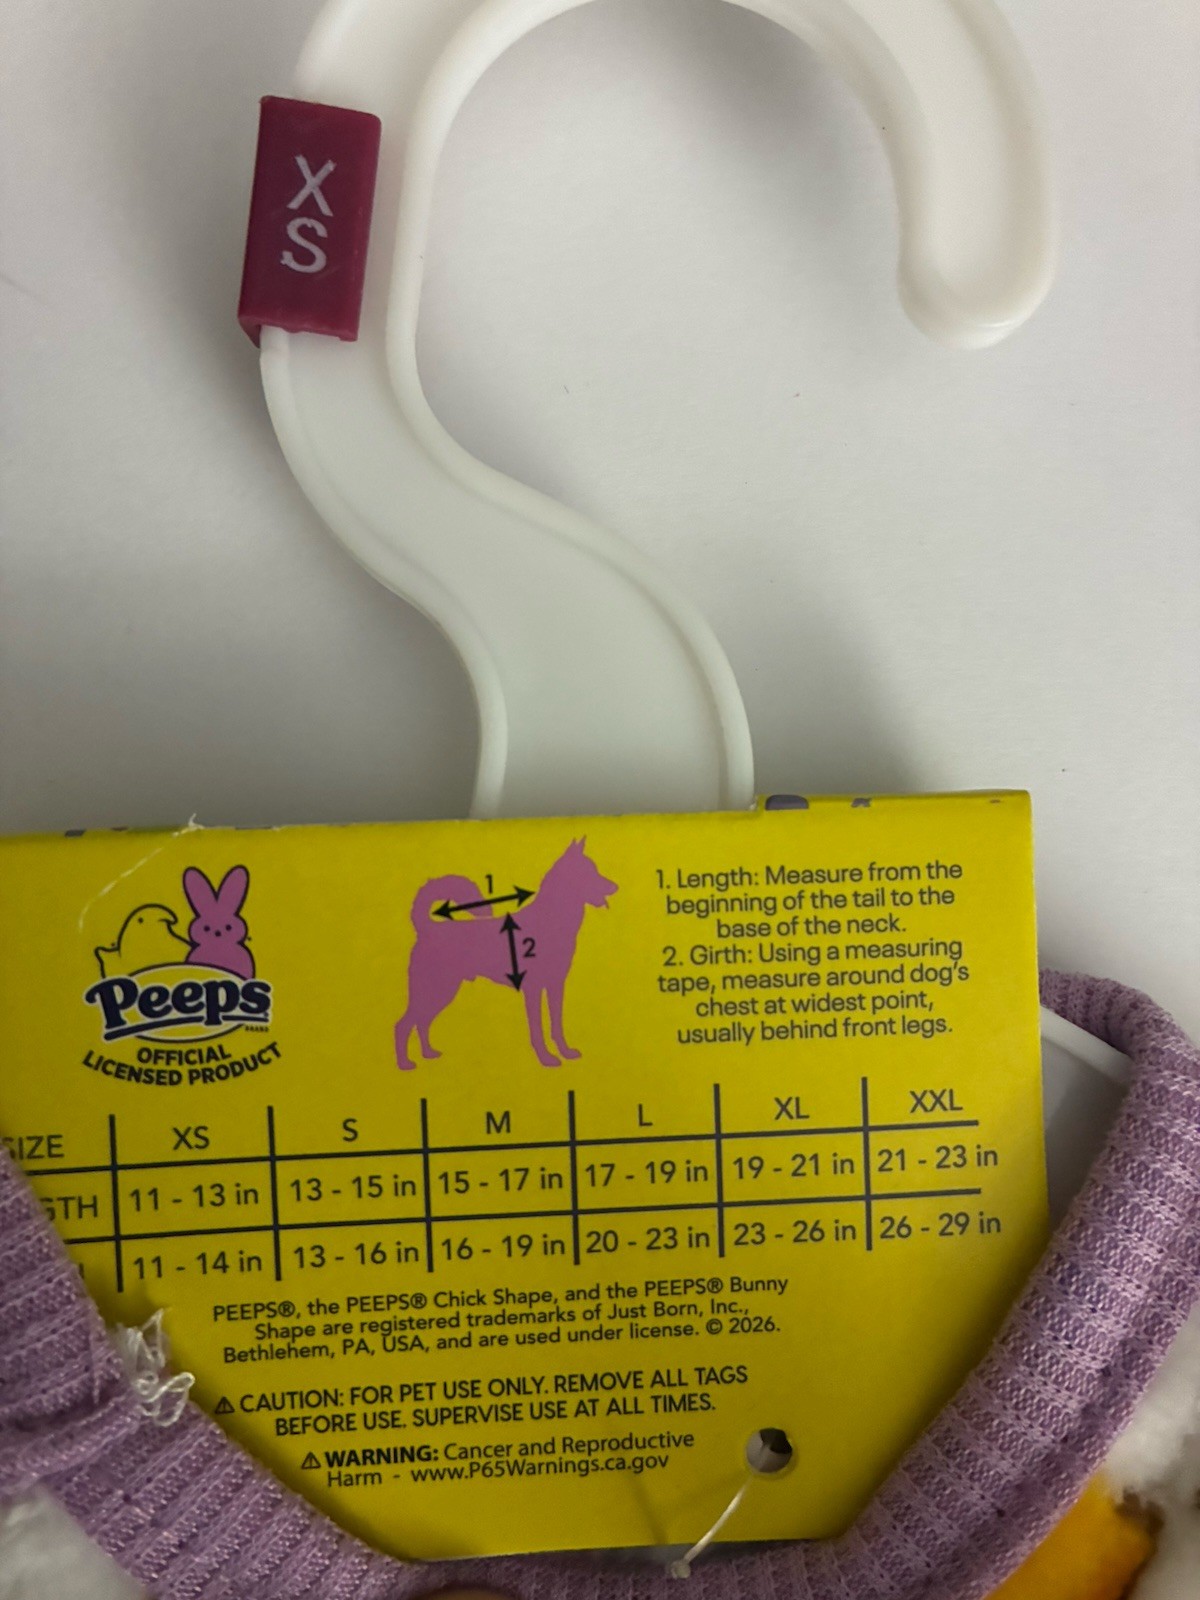 X
S
1
2
Peeps
BRAND
OFFICIAL
LICENSED PRODUCT
1. Length: Measure from the
beginning of the tail to the
base of the neck.
2. Girth: Using a measuring
tape, measure around dog's
chest at widest point,
usually behind front legs.
SIZE XS S M L XL XXL
GTH 11 - 13 in 13 - 15 in 15 - 17 in 17 - 19 in 19 - 21 in 21 - 23 in
11 - 14 in 13 - 16 in 16 - 19 in 20 - 23 in 23 - 26 in 26 - 29 in
PEEPS®, the PEEPS® Chick Shape, and the PEEPS® Bunny
Shape are registered trademarks of Just Born, Inc.,
Bethlehem, PA, USA, and are used under license. © 2026.
⚠ CAUTION: FOR PET USE ONLY. REMOVE ALL TAGS
BEFORE USE. SUPERVISE USE AT ALL TIMES.
⚠ WARNING: Cancer and Reproductive
Harm - www.P65Warnings.ca.gov